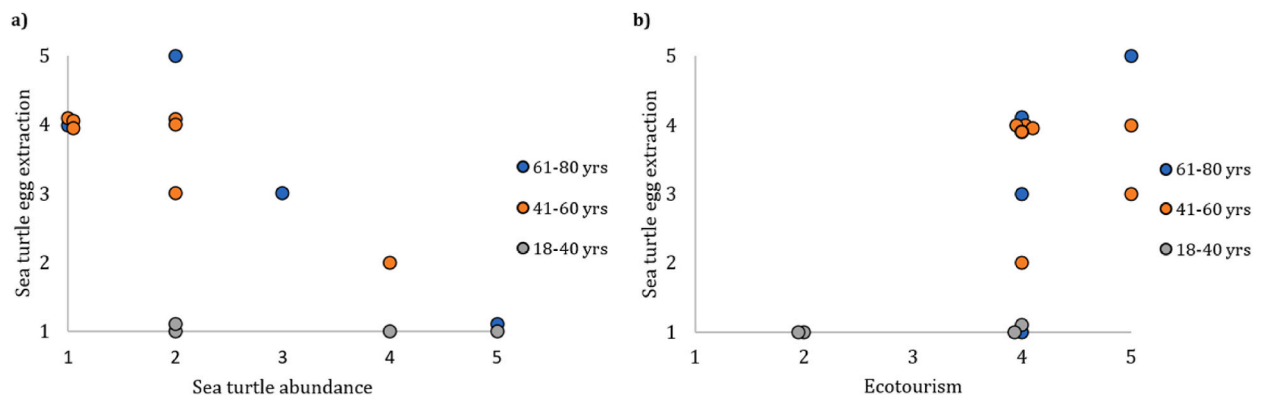 a)
Sea turtle egg extraction
5
4
3
2
1
1 2 3 4 5
Sea turtle abundance
61-80 yrs
41-60 yrs
18-40 yrs
b)
Sea turtle egg extraction
5
4
3
2
1
1 2 3 4 5
Ecotourism
61-80 yrs
41-60 yrs
18-40 yrs